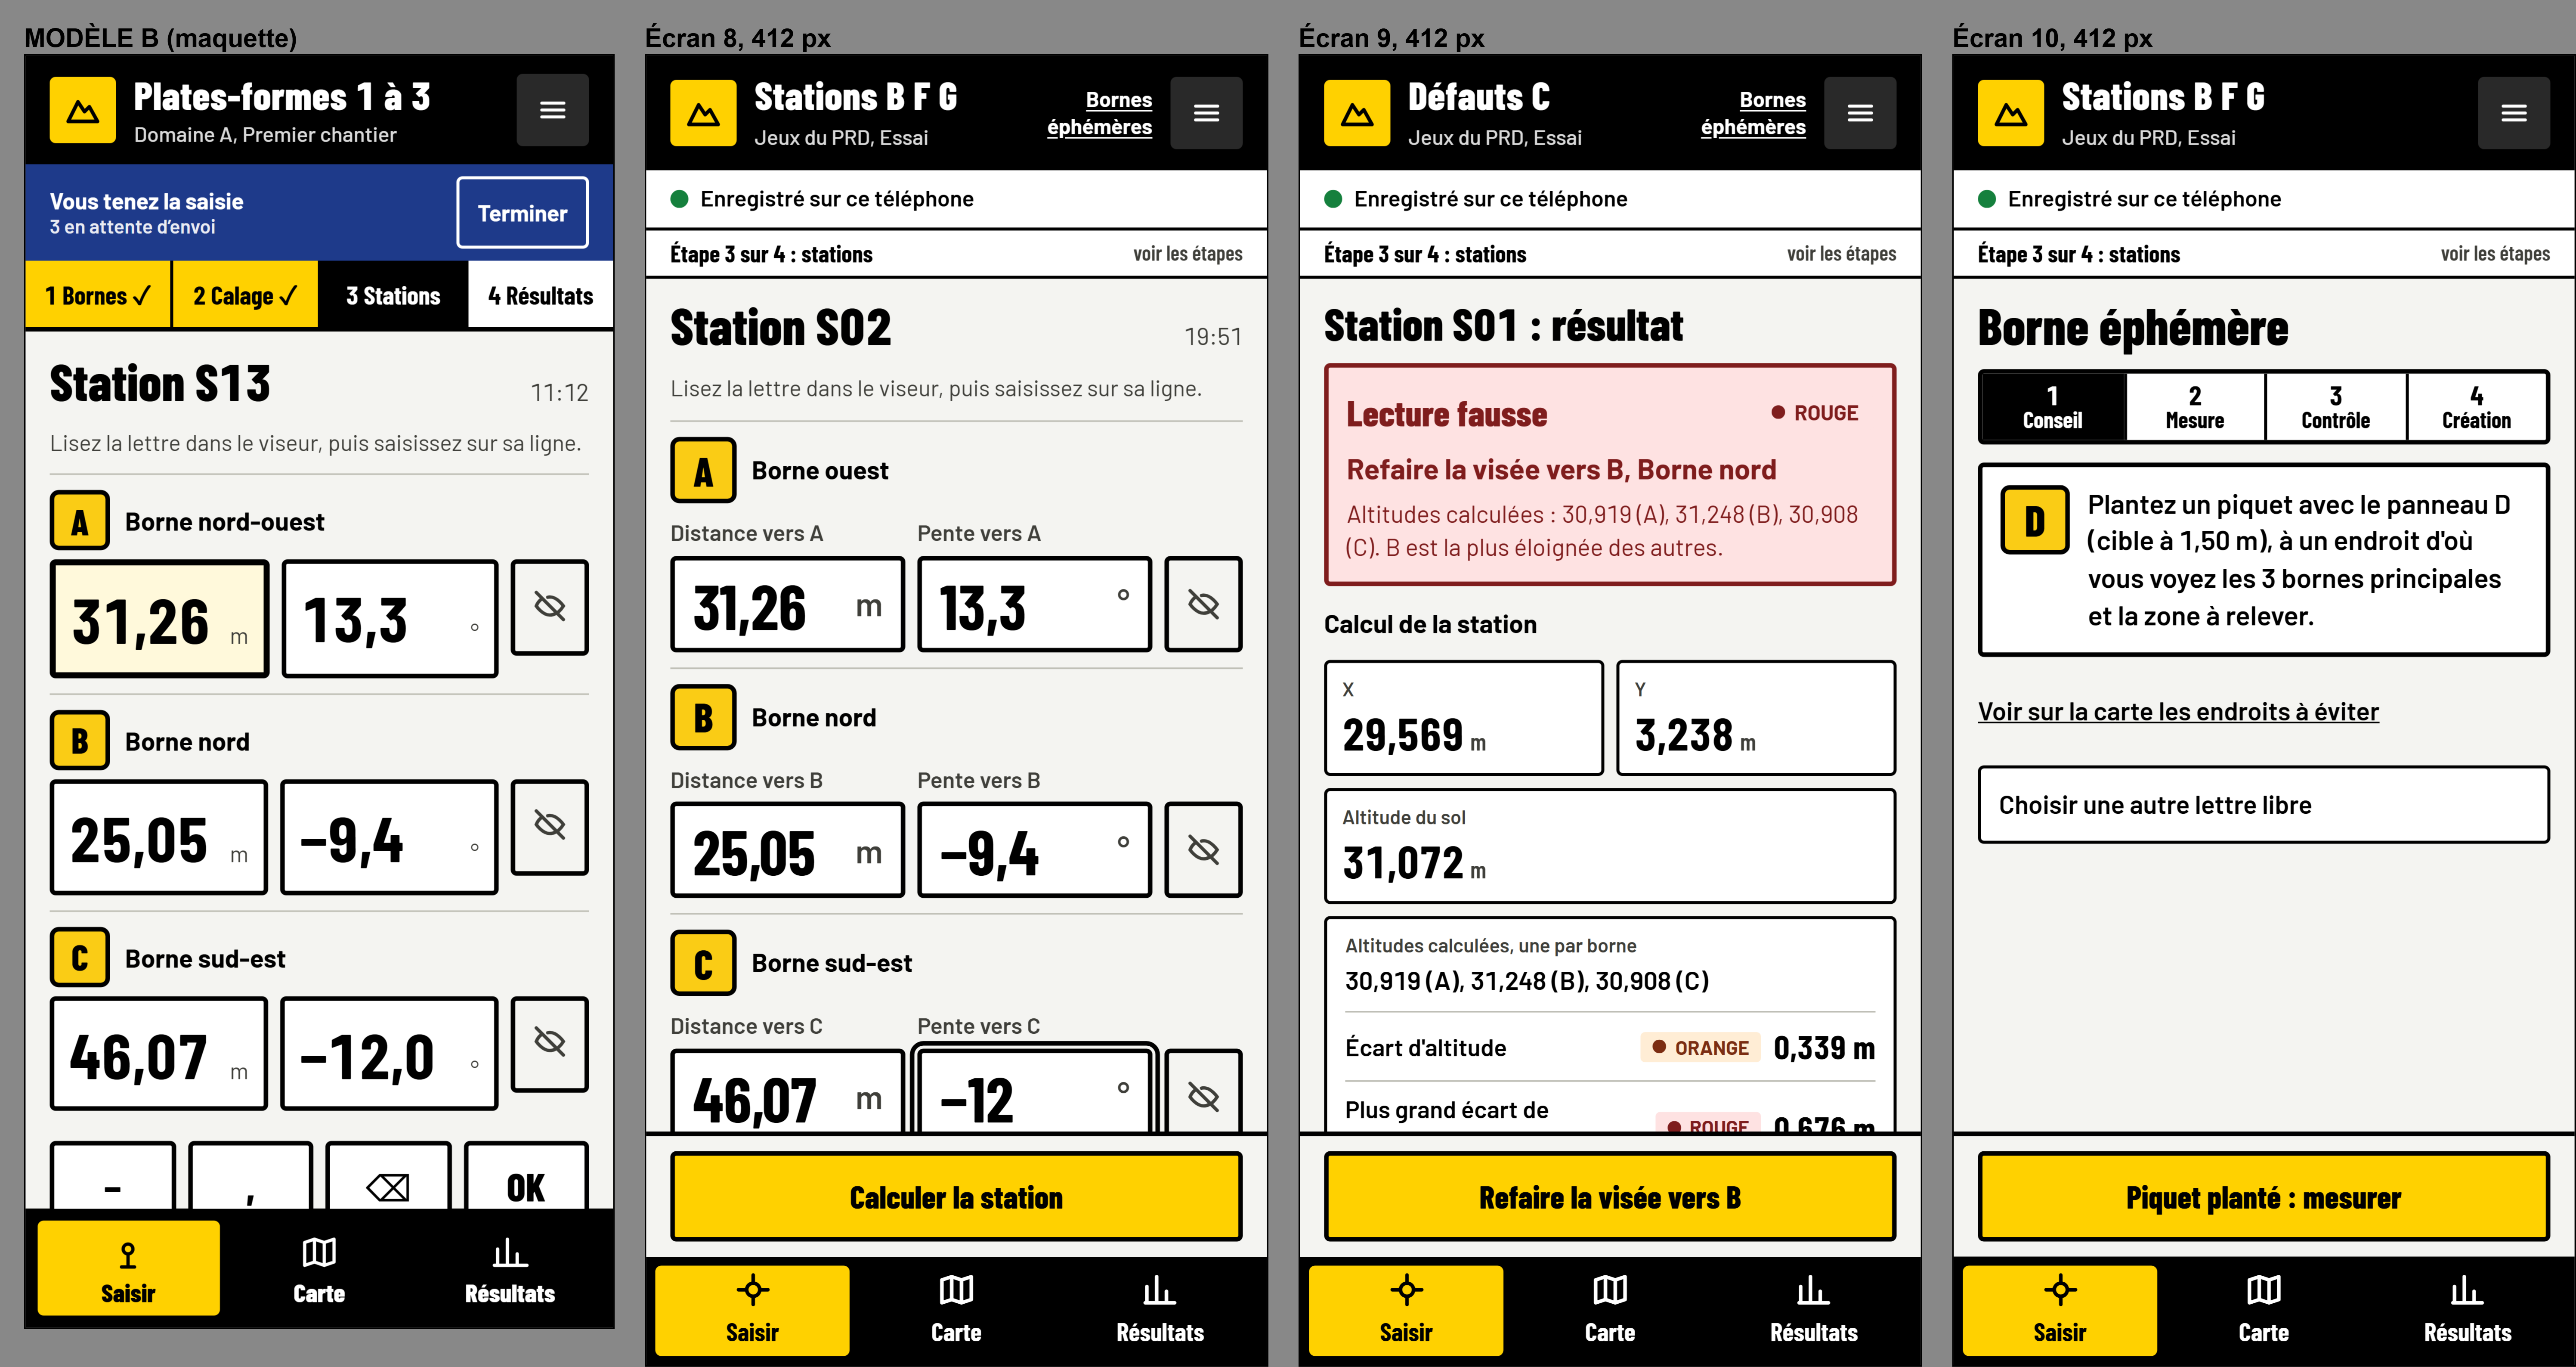 MODÈLE B (maquette)
Plates-formes 1 à 3
Domaine A, Premier chantier
Vous tenez la saisie
3 en attente d'envoi
Terminer
1 Bornes ✓
2 Calage ✓
3 Stations
4 Résultats
Station S13
11:12
Lisez la lettre dans le viseur, puis saisissez sur sa ligne.
A
Borne nord-ouest
31,26 m
13,3 °
B
Borne nord
25,05 m
–9,4 °
C
Borne sud-est
46,07 m
–12,0 °
–
,
⌫
OK
Saisir
Carte
Résultats
Écran 8, 412 px
Stations B F G
Jeux du PRD, Essai
Bornes
éphémères
Enregistré sur ce téléphone
Étape 3 sur 4 : stations
voir les étapes
Station S02
19:51
Lisez la lettre dans le viseur, puis saisissez sur sa ligne.
A
Borne ouest
Distance vers A
Pente vers A
31,26 m
13,3 °
B
Borne nord
Distance vers B
Pente vers B
25,05 m
–9,4 °
C
Borne sud-est
Distance vers C
Pente vers C
46,07 m
–12 °
Calculer la station
Saisir
Carte
Résultats
Écran 9, 412 px
Défauts C
Jeux du PRD, Essai
Bornes
éphémères
Enregistré sur ce téléphone
Étape 3 sur 4 : stations
voir les étapes
Station S01 : résultat
Lecture fausse
ROUGE
Refaire la visée vers B, Borne nord
Altitudes calculées : 30,919 (A), 31,248 (B), 30,908
(C). B est la plus éloignée des autres.
Calcul de la station
X
29,569 m
Y
3,238 m
Altitude du sol
31,072 m
Altitudes calculées, une par borne
30,919 (A), 31,248 (B), 30,908 (C)
Écart d'altitude
ORANGE
0,339 m
Plus grand écart de
ROUGE
0,676 m
Refaire la visée vers B
Saisir
Carte
Résultats
Écran 10, 412 px
Stations B F G
Jeux du PRD, Essai
Enregistré sur ce téléphone
Étape 3 sur 4 : stations
voir les étapes
Borne éphémère
1
Conseil
2
Mesure
3
Contrôle
4
Création
D
Plantez un piquet avec le panneau D
(cible à 1,50 m), à un endroit d'où
vous voyez les 3 bornes principales
et la zone à relever.
Voir sur la carte les endroits à éviter
Choisir une autre lettre libre
Piquet planté : mesurer
Saisir
Carte
Résultats